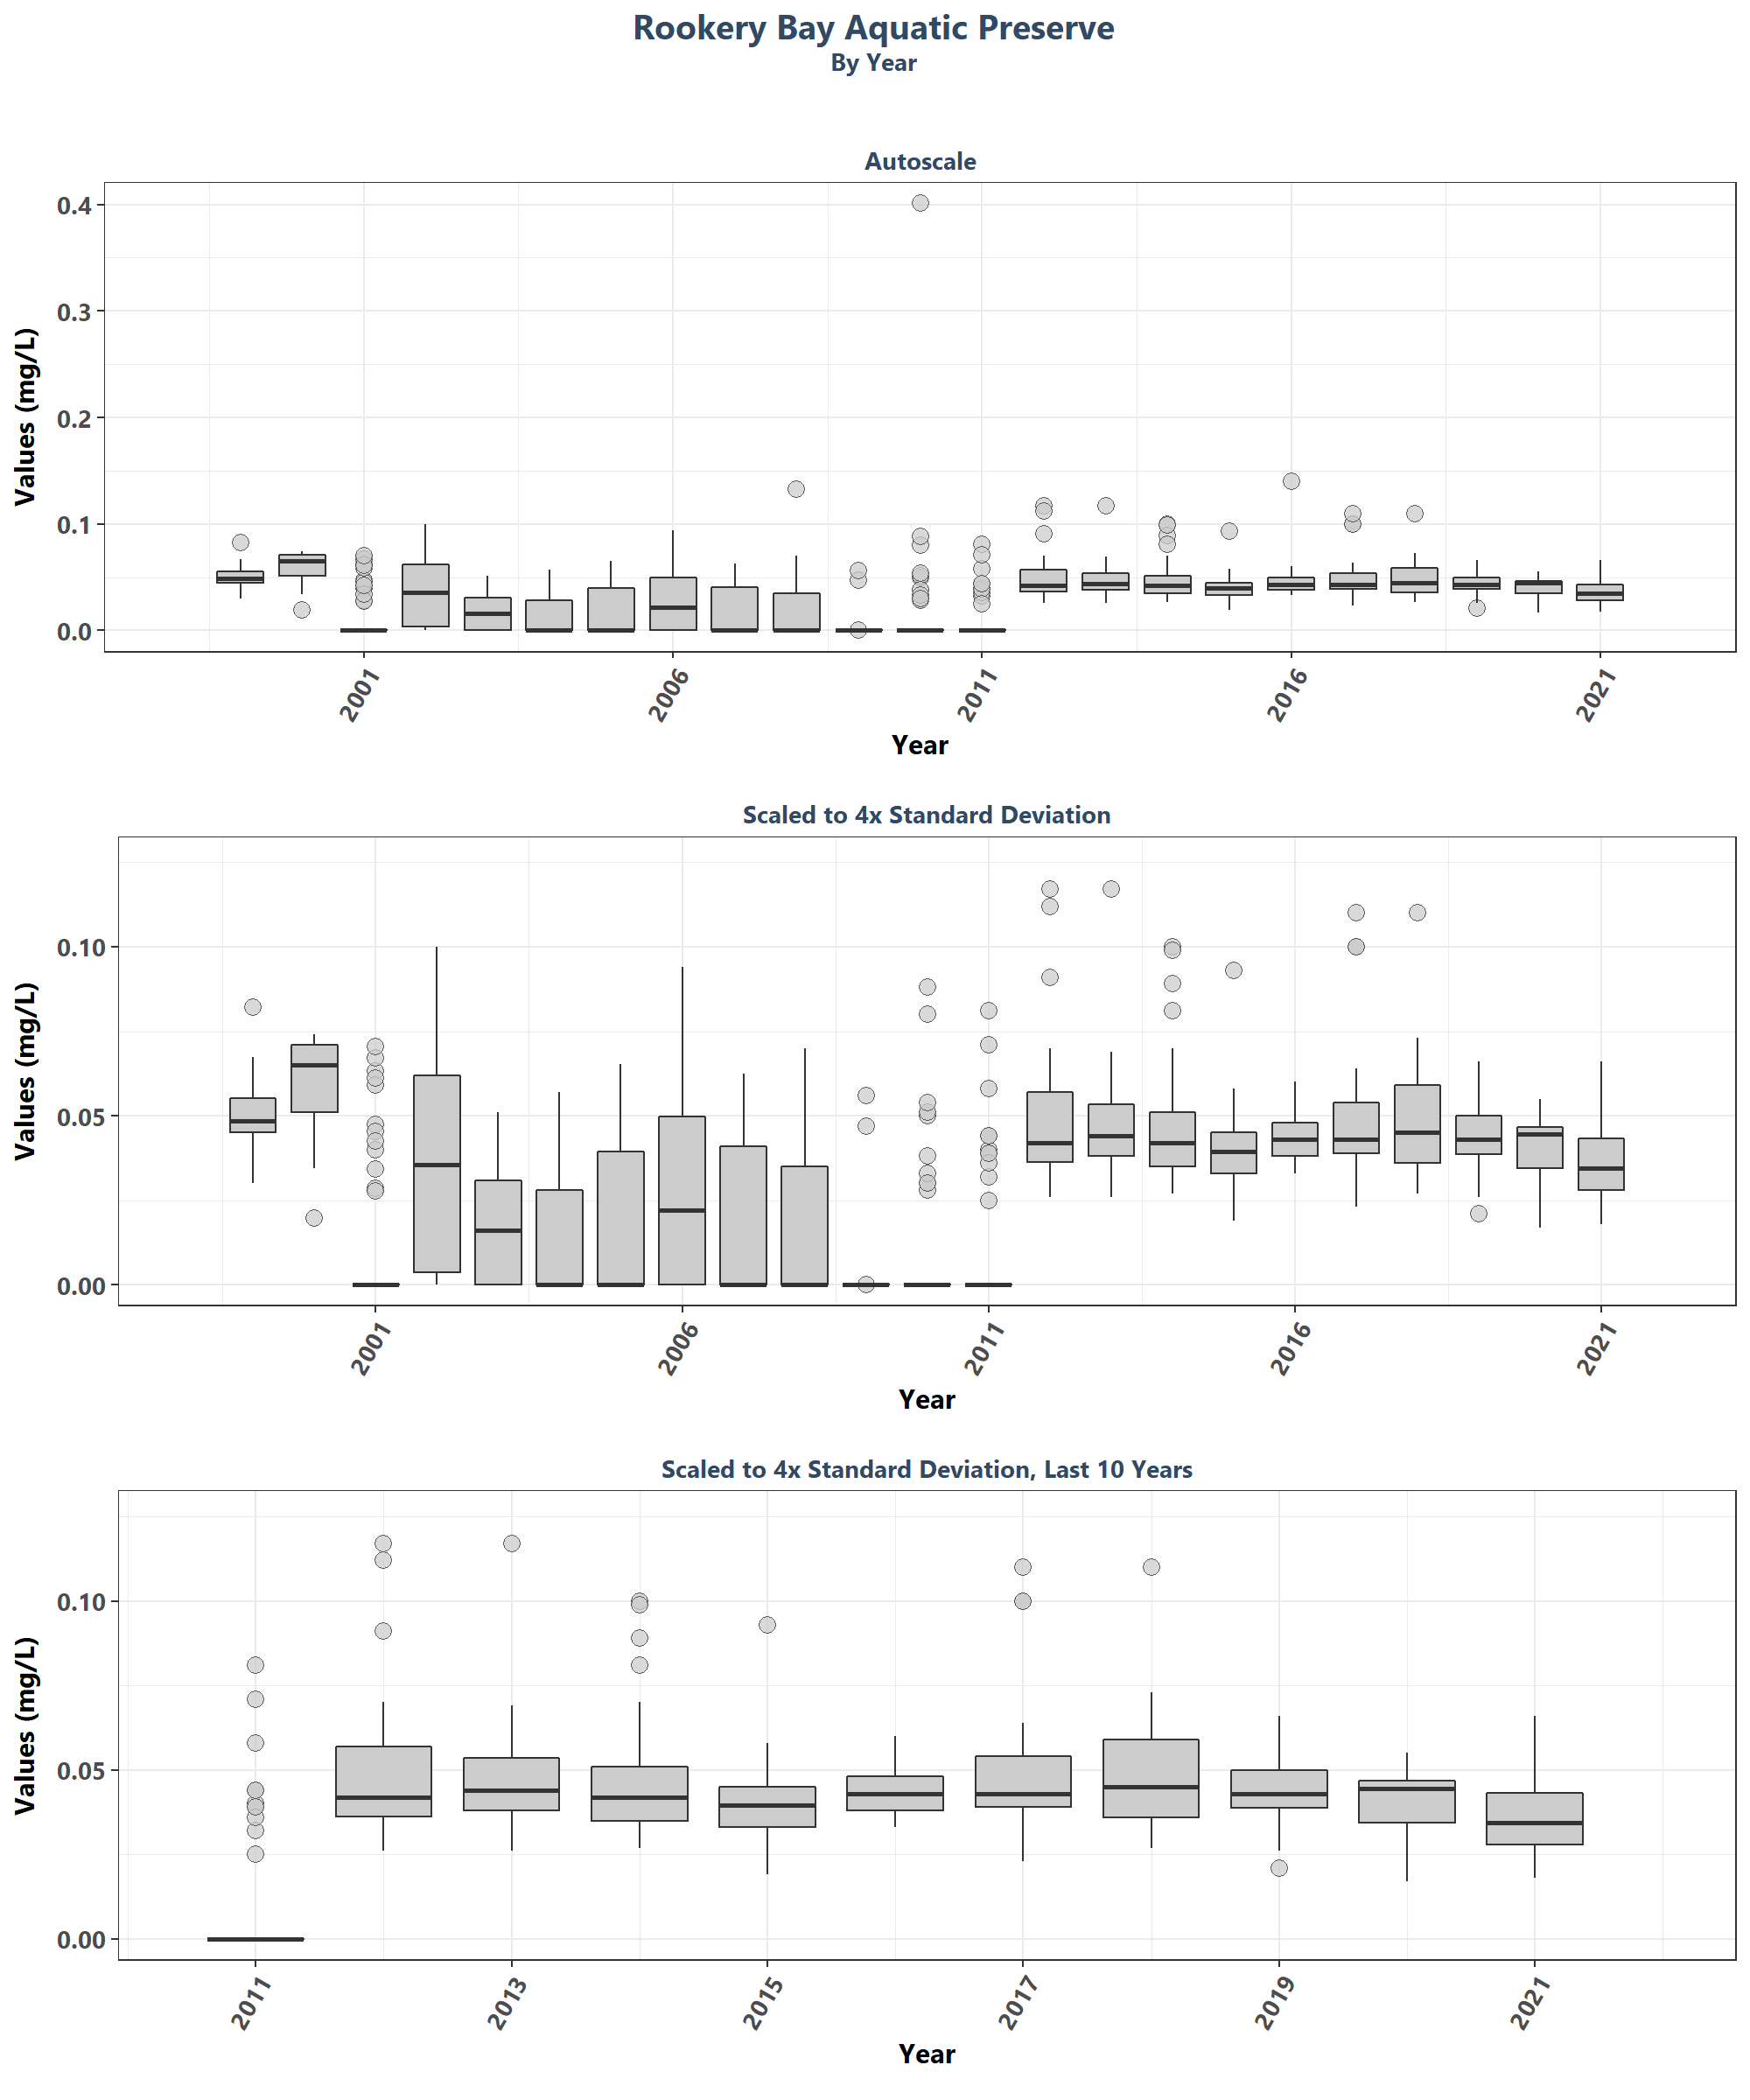 Rookery Bay Aquatic Preserve
By Year
Autoscale
Values (mg/L)
0.4
0.3
0.2
0.1
0.0
2001 2006 2011 2016 2021
Year
Scaled to 4x Standard Deviation
Values (mg/L)
0.10
0.05
0.00
2001 2006 2011 2016 2021
Year
Scaled to 4x Standard Deviation, Last 10 Years
Values (mg/L)
0.10
0.05
0.00
2011 2013 2015 2017 2019 2021
Year